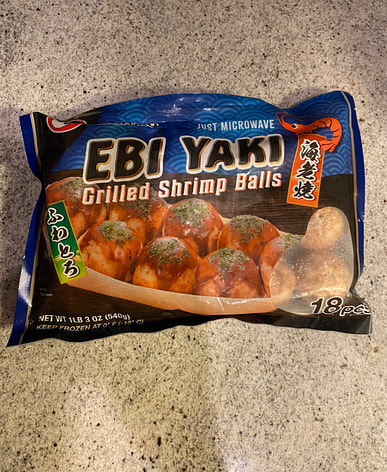 JUST MICROWAVE
EBI YAKI
Grilled Shrimp Balls
海老焼
ふわとろ
18pcs
NET WT 1LB 3 OZ (540g)
KEEP FROZEN AT 0° F (-18° C)